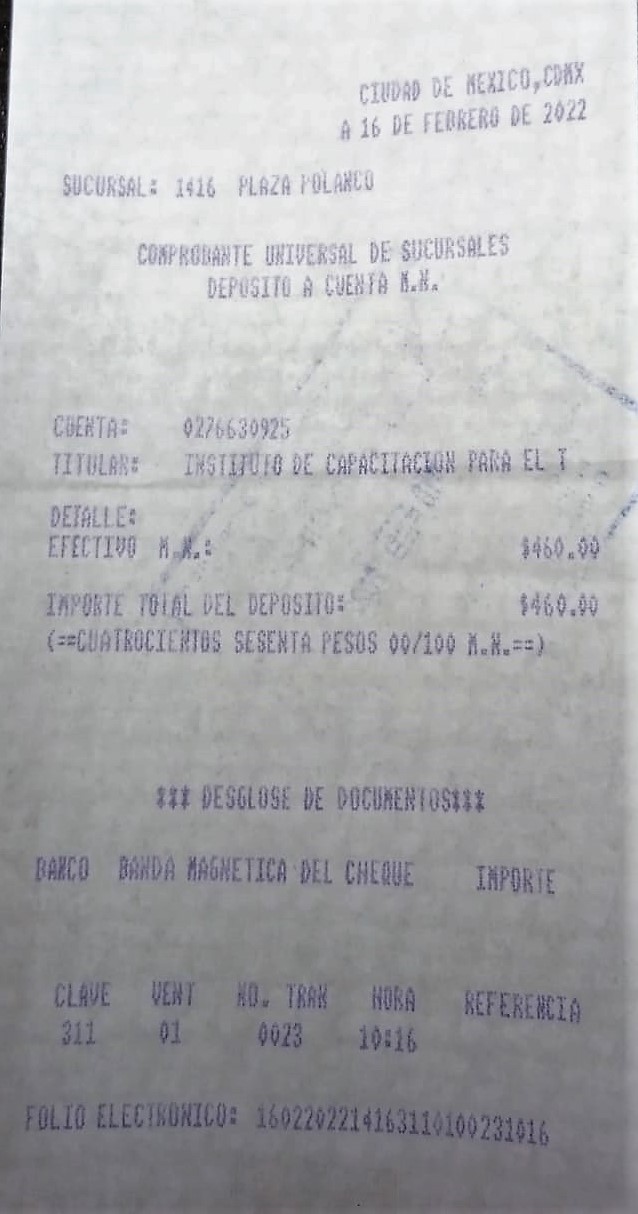 CIUDAD DE MEXICO,CDMX
A 16 DE FEBRERO DE 2022
SUCURSAL: 1416 PLAZA POLANCO
COMPROBANTE UNIVERSAL DE SUCURSALES
DEPOSITO A CUENTA M.N.
CUENTA: 0276630925
TITULAR: INSTITUTO DE CAPACITACION PARA EL T
DETALLE:
EFECTIVO M.N.: $460.00
IMPORTE TOTAL DEL DEPOSITO: $460.00
(==CUATROCIENTOS SESENTA PESOS 00/100 M.N.==)
*** DESGLOSE DE DOCUMENTOS***
BANCO BANDA MAGNETICA DEL CHEQUE IMPORTE
CLAVE VENT NO. TRAN HORA REFERENCIA
311 01 0023 10:16
FOLIO ELECTRONICO: 1602202214163110100231016